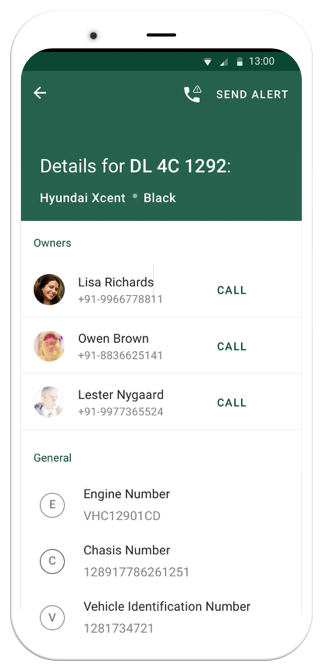 13:00
SEND ALERT
Details for DL 4C 1292:
Hyundai Xcent • Black
Owners
Lisa Richards
+91-9966778811
CALL
Owen Brown
+91-8836625141
CALL
Lester Nygaard
+91-9977365524
CALL
General
E
Engine Number
VHC12901CD
C
Chasis Number
128917786261251
V
Vehicle Identification Number
1281734721